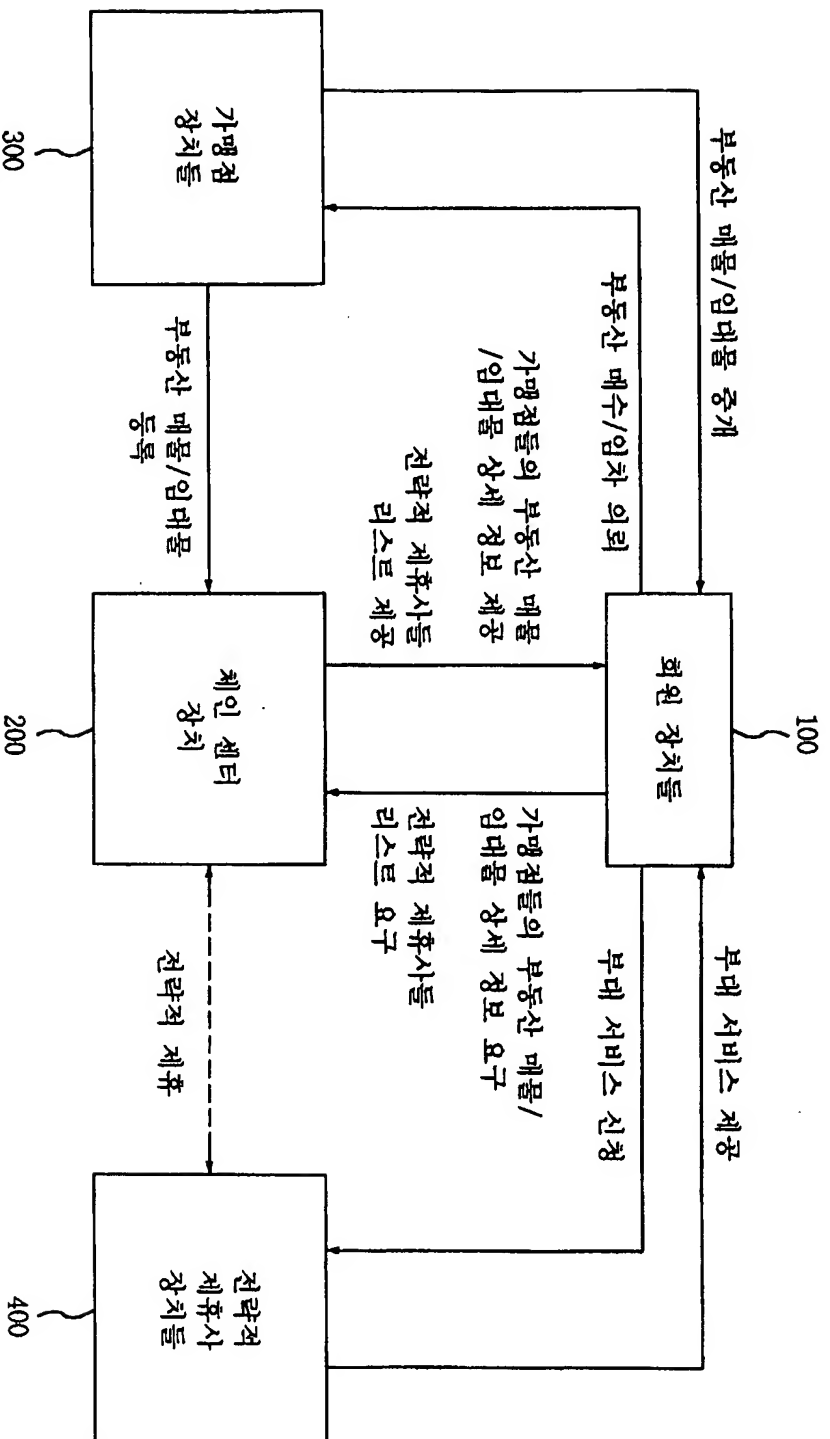 100
회원 장치들
부동산 매물/임대물 중개
부동산 매수/임차 의뢰
가맹점들의 부동산 매물
/임대물 상세 정보 제공
전략적 제휴사들
리스트 제공
가맹점들의 부동산 매물/
임대물 상세 정보 요구
전략적 제휴사들
리스트 요구
부대 서비스 신청
부대 서비스 제공
가맹점
장치들
300
부동산 매물/임대물
등록
체인 센터
장치
200
전략적 제휴
전략적
제휴사
장치들
400